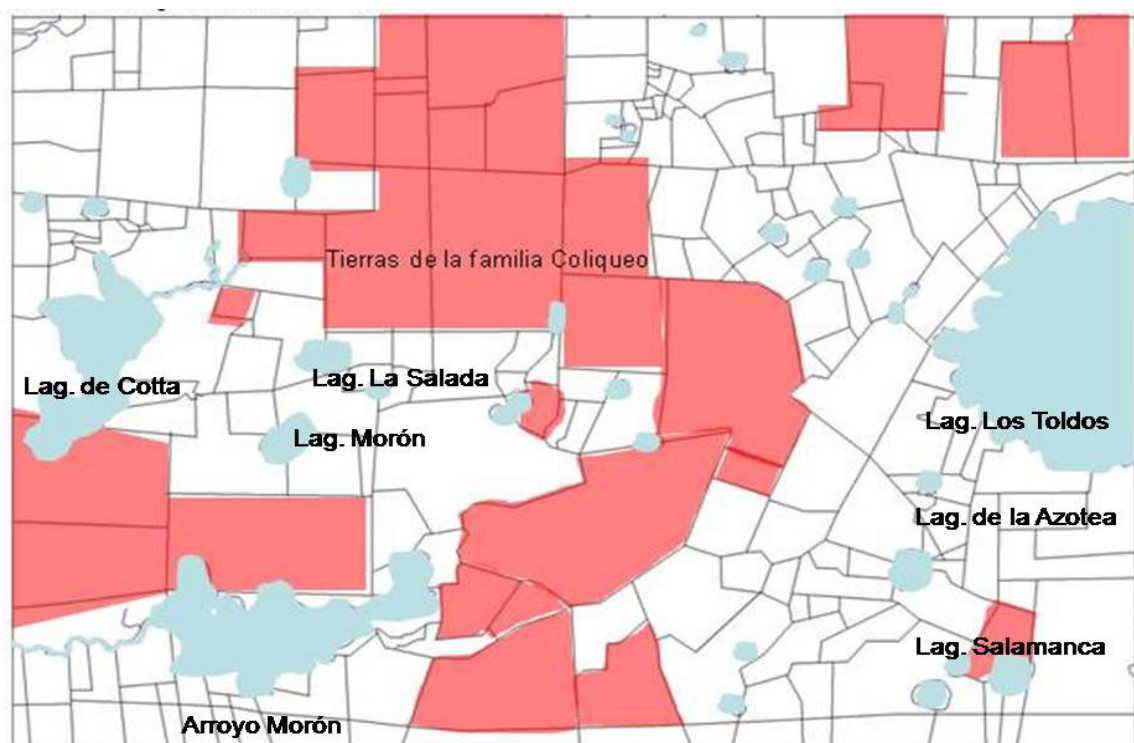 Tierras de la familia Coliqueo
Lag. de Cotta
Lag. La Salada
Lag. Morón
Lag. Los Toldos
Lag. de la Azotea
Lag. Salamanca
Arroyo Morón